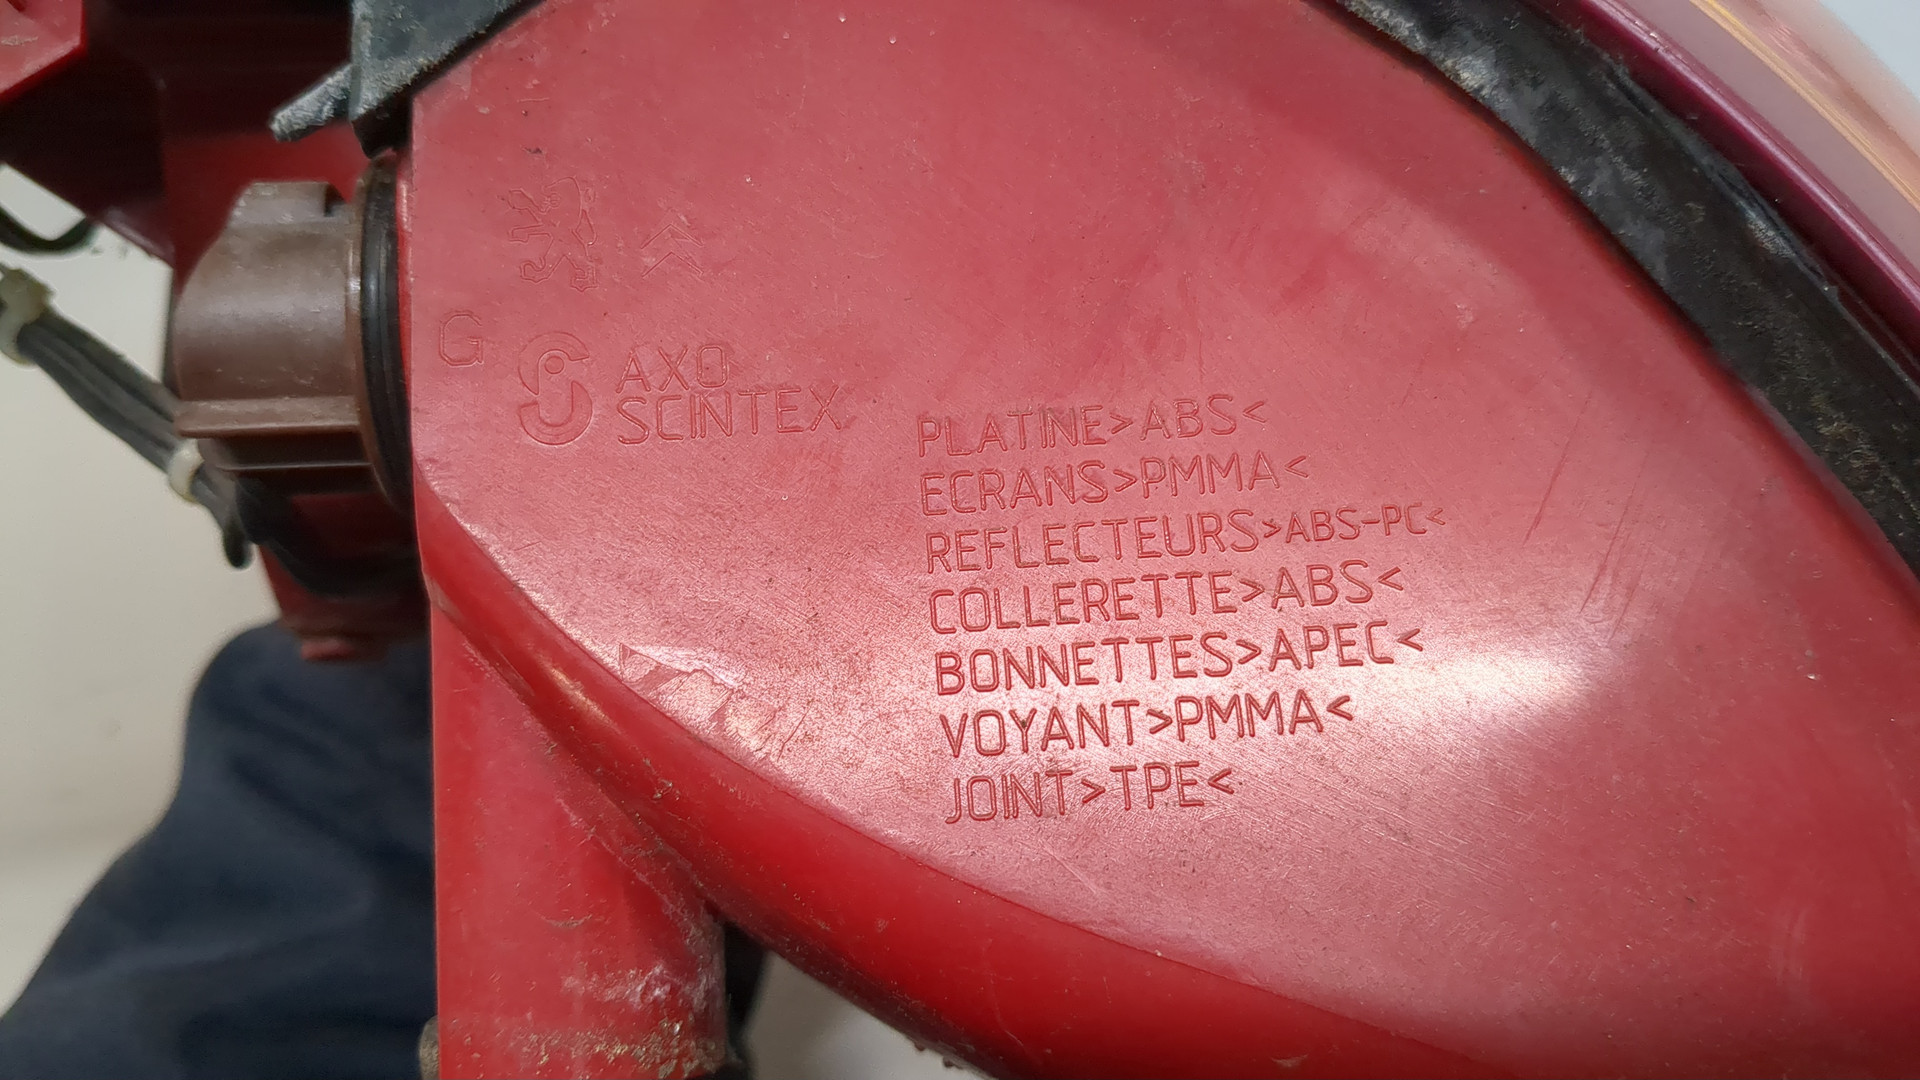 G
AXO
SCINTEX
PLATINE>ABS<
ECRANS>PMMA<
REFLECTEURS>ABS-PC<
COLLERETTE>ABS<
BONNETTES>APEC<
VOYANT>PMMA<
JOINT>TPE<